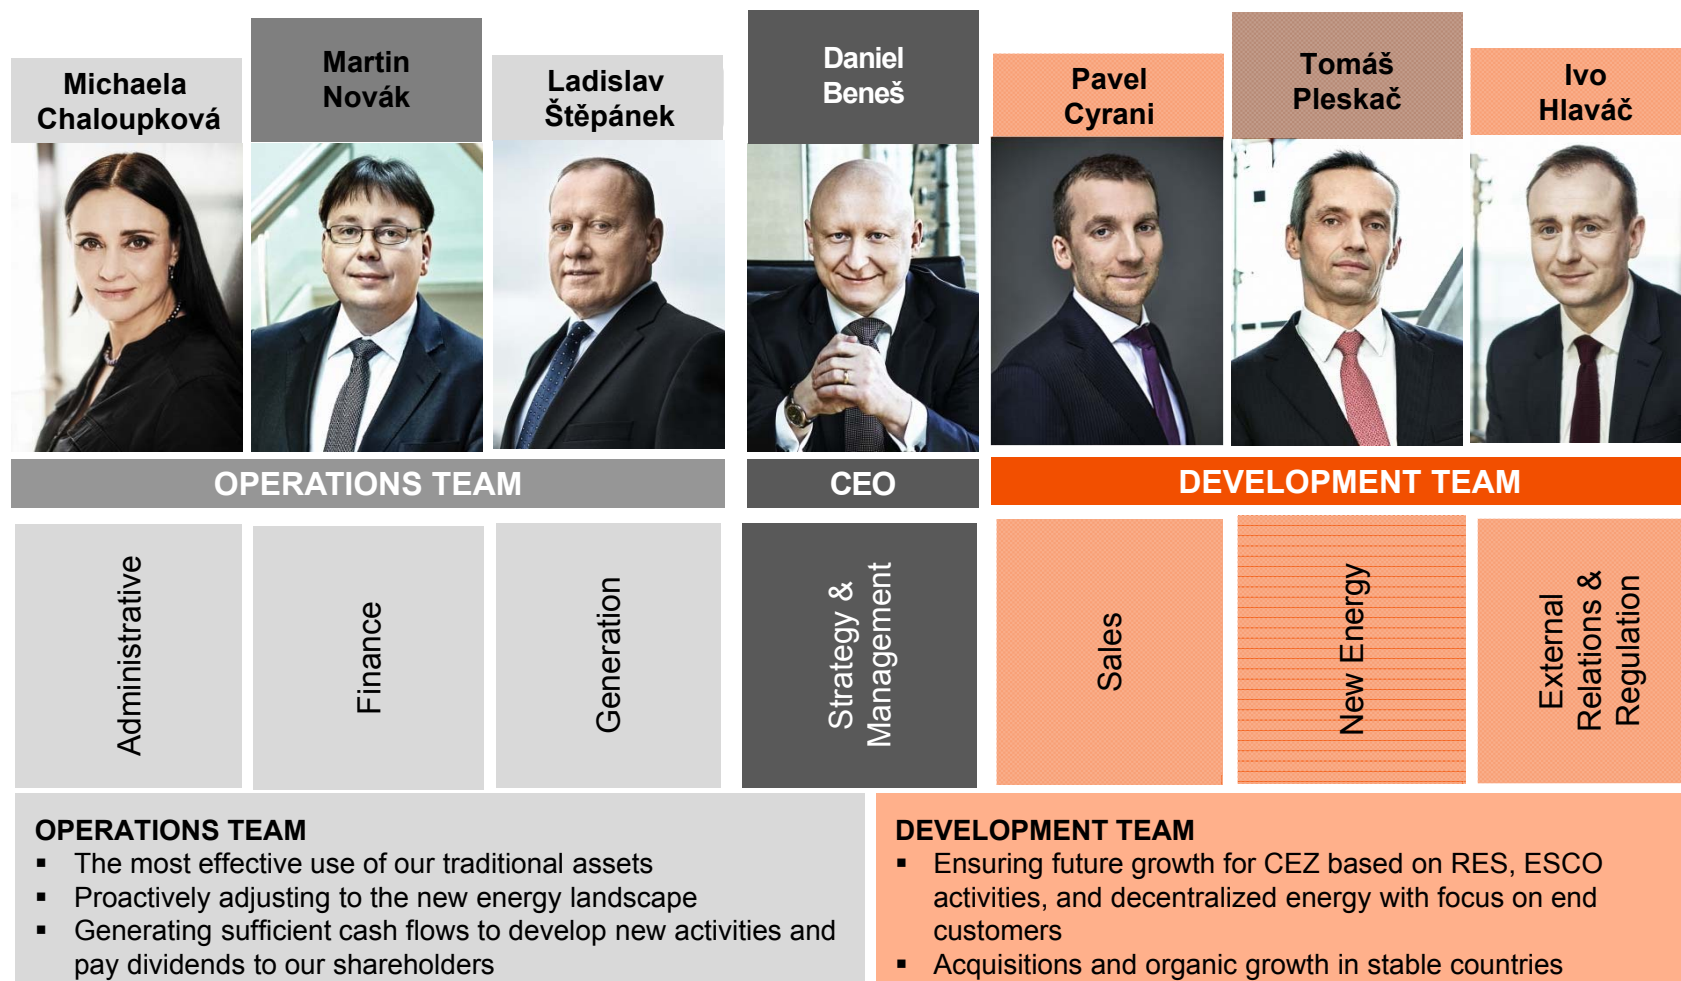 Michaela
Chaloupková
Martin
Novák
Ladislav
Štěpánek
Daniel
Beneš
Pavel
Cyrani
Tomáš
Pleskač
Ivo
Hlaváč
OPERATIONS TEAM
CEO
DEVELOPMENT TEAM
Administrative
Finance
Generation
Strategy &
Management
Sales
New Energy
External
Relations &
Regulation
OPERATIONS TEAM
▪ The most effective use of our traditional assets
▪ Proactively adjusting to the new energy landscape
▪ Generating sufficient cash flows to develop new activities and
pay dividends to our shareholders
DEVELOPMENT TEAM
▪ Ensuring future growth for CEZ based on RES, ESCO
activities, and decentralized energy with focus on end
customers
▪ Acquisitions and organic growth in stable countries